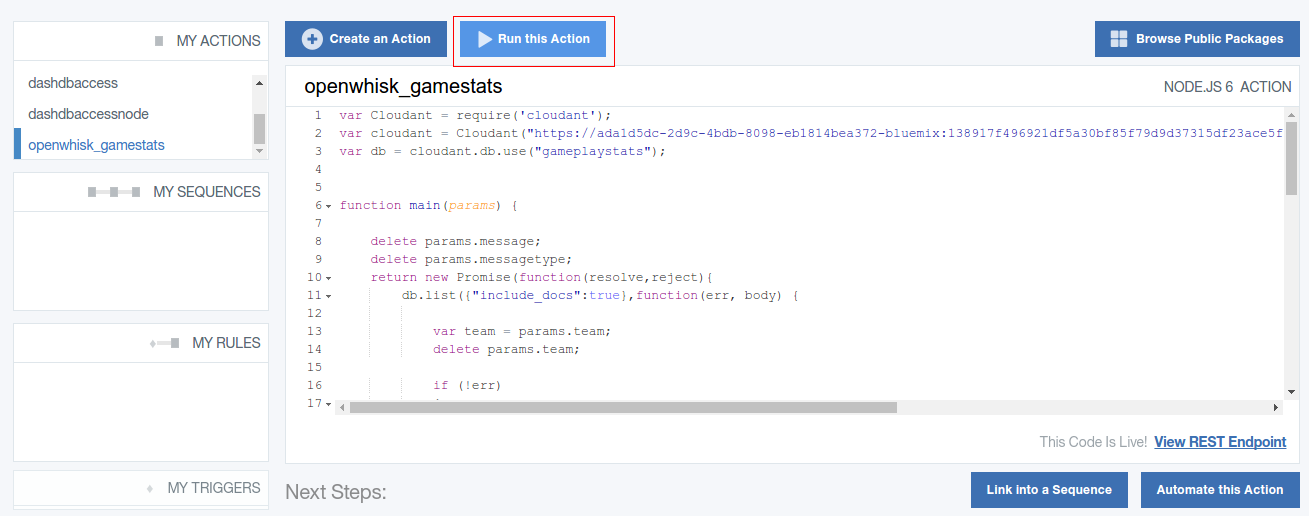 MY ACTIONS
dashdbaccess
dashdbaccessnode
openwhisk_gamestats
MY SEQUENCES
MY RULES
MY TRIGGERS
Create an Action
Run this Action
Browse Public Packages
openwhisk_gamestats
NODE.JS 6 ACTION
1 var Cloudant = require('cloudant');
2 var cloudant = Cloudant("https://ada1d5dc-2d9c-4bdb-8098-eb1814bea372-bluemix:138917f496921df5a30bf85f79d9d37315df23ace5f
3 var db = cloudant.db.use("gameplaystats");
4
5
6 function main(params) {
7
8 delete params.message;
9 delete params.messagetype;
10 return new Promise(function(resolve,reject){
11 db.list({"include_docs":true},function(err, body) {
12
13 var team = params.team;
14 delete params.team;
15
16 if (!err)
17
This Code Is Live! View REST Endpoint
Next Steps:
Link into a Sequence
Automate this Action